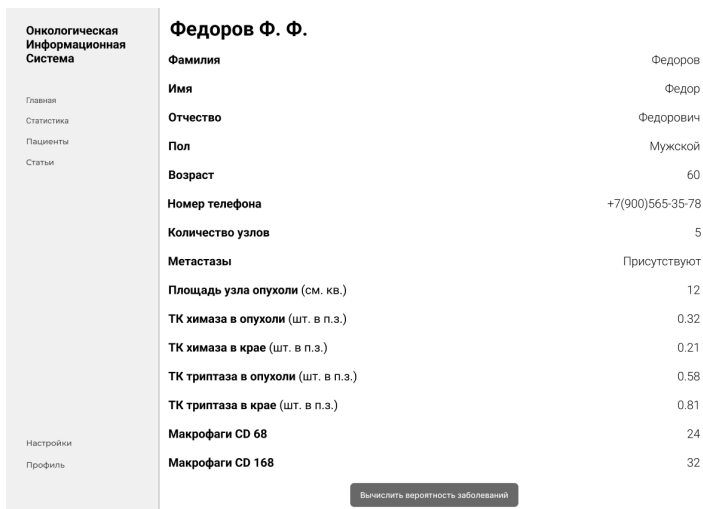 Онкологическая
Информационная
Система
Главная
Статистика
Пациенты
Статьи
Настройки
Профиль
Федоров Ф. Ф.
Фамилия Федоров
Имя Федор
Отчество Федорович
Пол Мужской
Возраст 60
Номер телефона +7(900)565-35-78
Количество узлов 5
Метастазы Присутствуют
Площадь узла опухоли (см. кв.) 12
ТК химаза в опухоли (шт. в п.з.) 0.32
ТК химаза в крае (шт. в п.з.) 0.21
ТК триптаза в опухоли (шт. в п.з.) 0.58
ТК триптаза в крае (шт. в п.з.) 0.81
Макрофаги CD 68 24
Макрофаги CD 168 32
Вычислить вероятность заболеваний